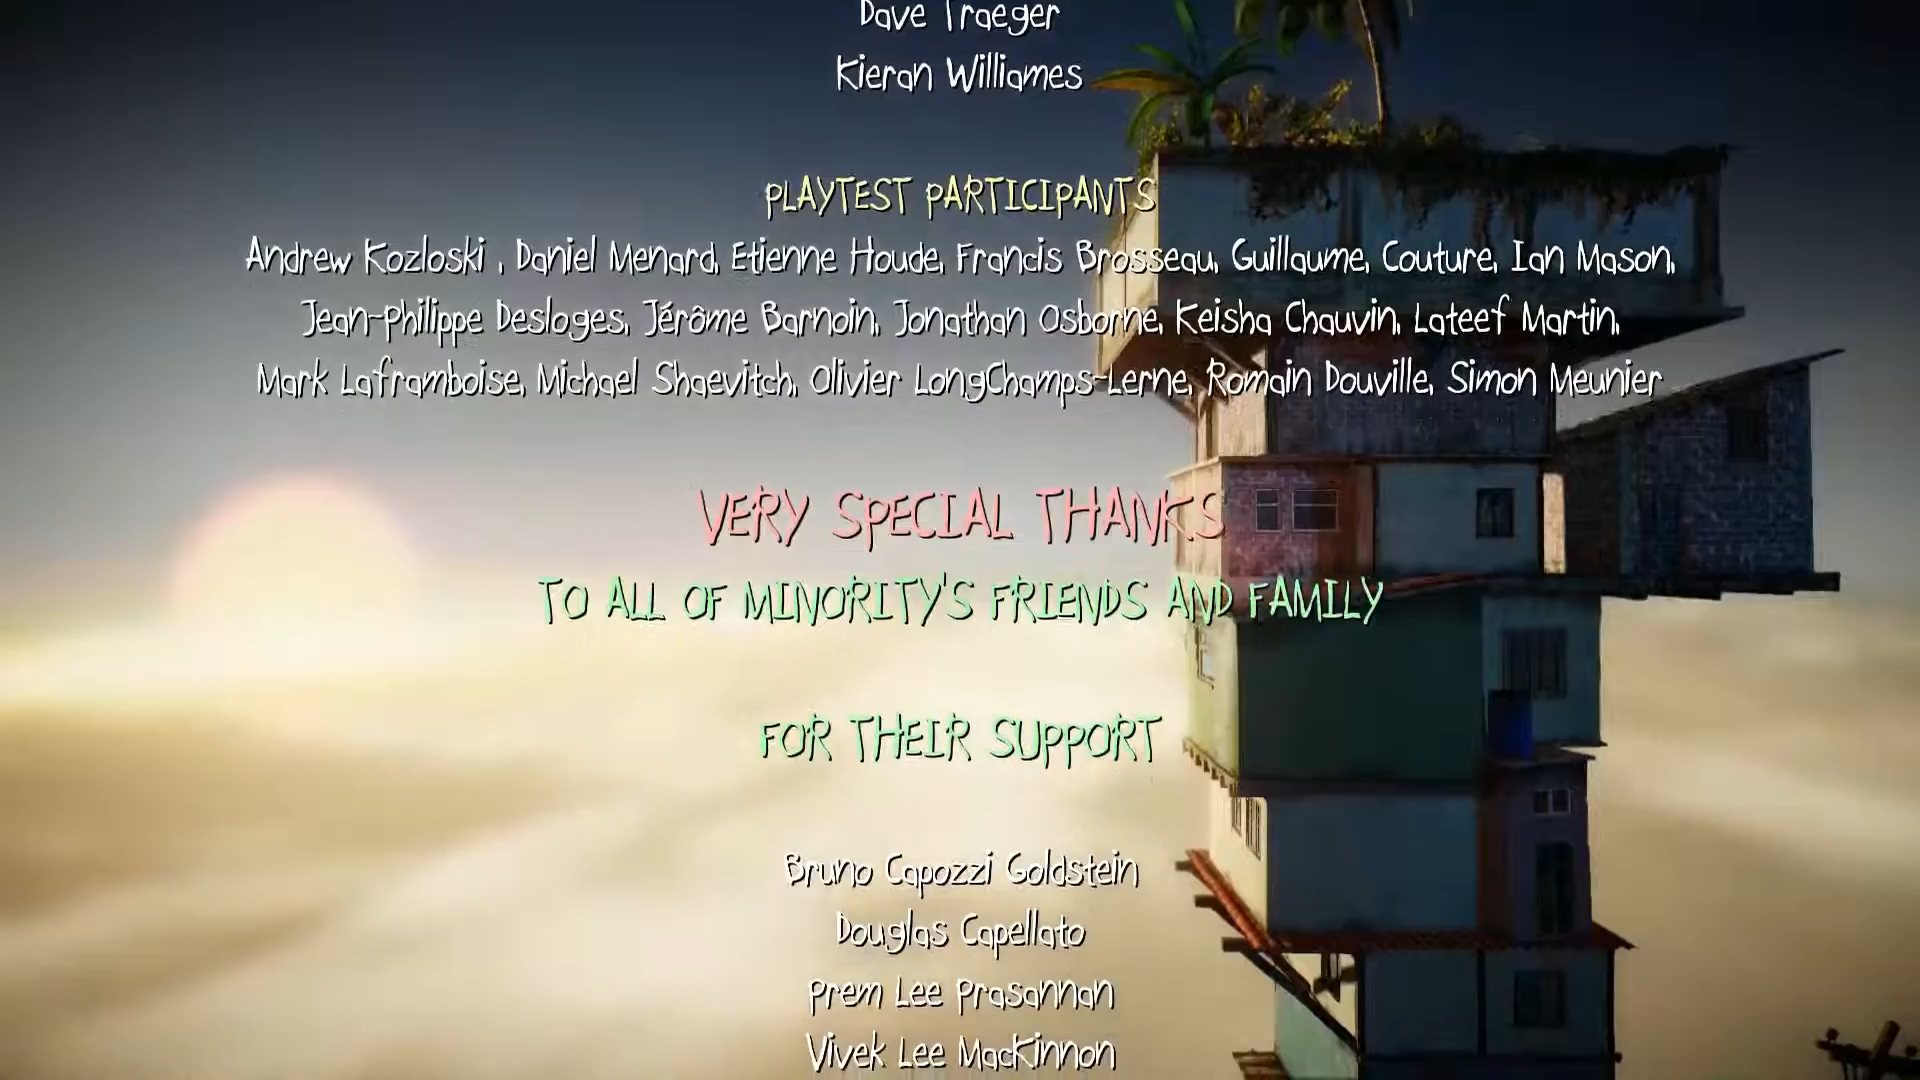 Dave Traeger
Kieran Williames
PLAYTEST PARTICIPANTS
Andrew Kozloski , Daniel Menard, Etienne Houde, Francis Brosseau, Guillaume, Couture, Ian Mason,
Jean-Philippe Desloges, Jérôme Barnoin, Jonathan Osborne, Keisha Chauvin, Lateef Martin,
Mark Laframboise, Michael Shaevitch, Olivier LongChamps-Lerne, Romain Douville, Simon Meunier
VERY SPECIAL THANKS
TO ALL OF MINORITY'S FRIENDS AND FAMILY
FOR THEIR SUPPORT
Bruno Capozzi Goldstein
Douglas Capellato
Prem Lee Prasannan
Vivek Lee MacKinnon